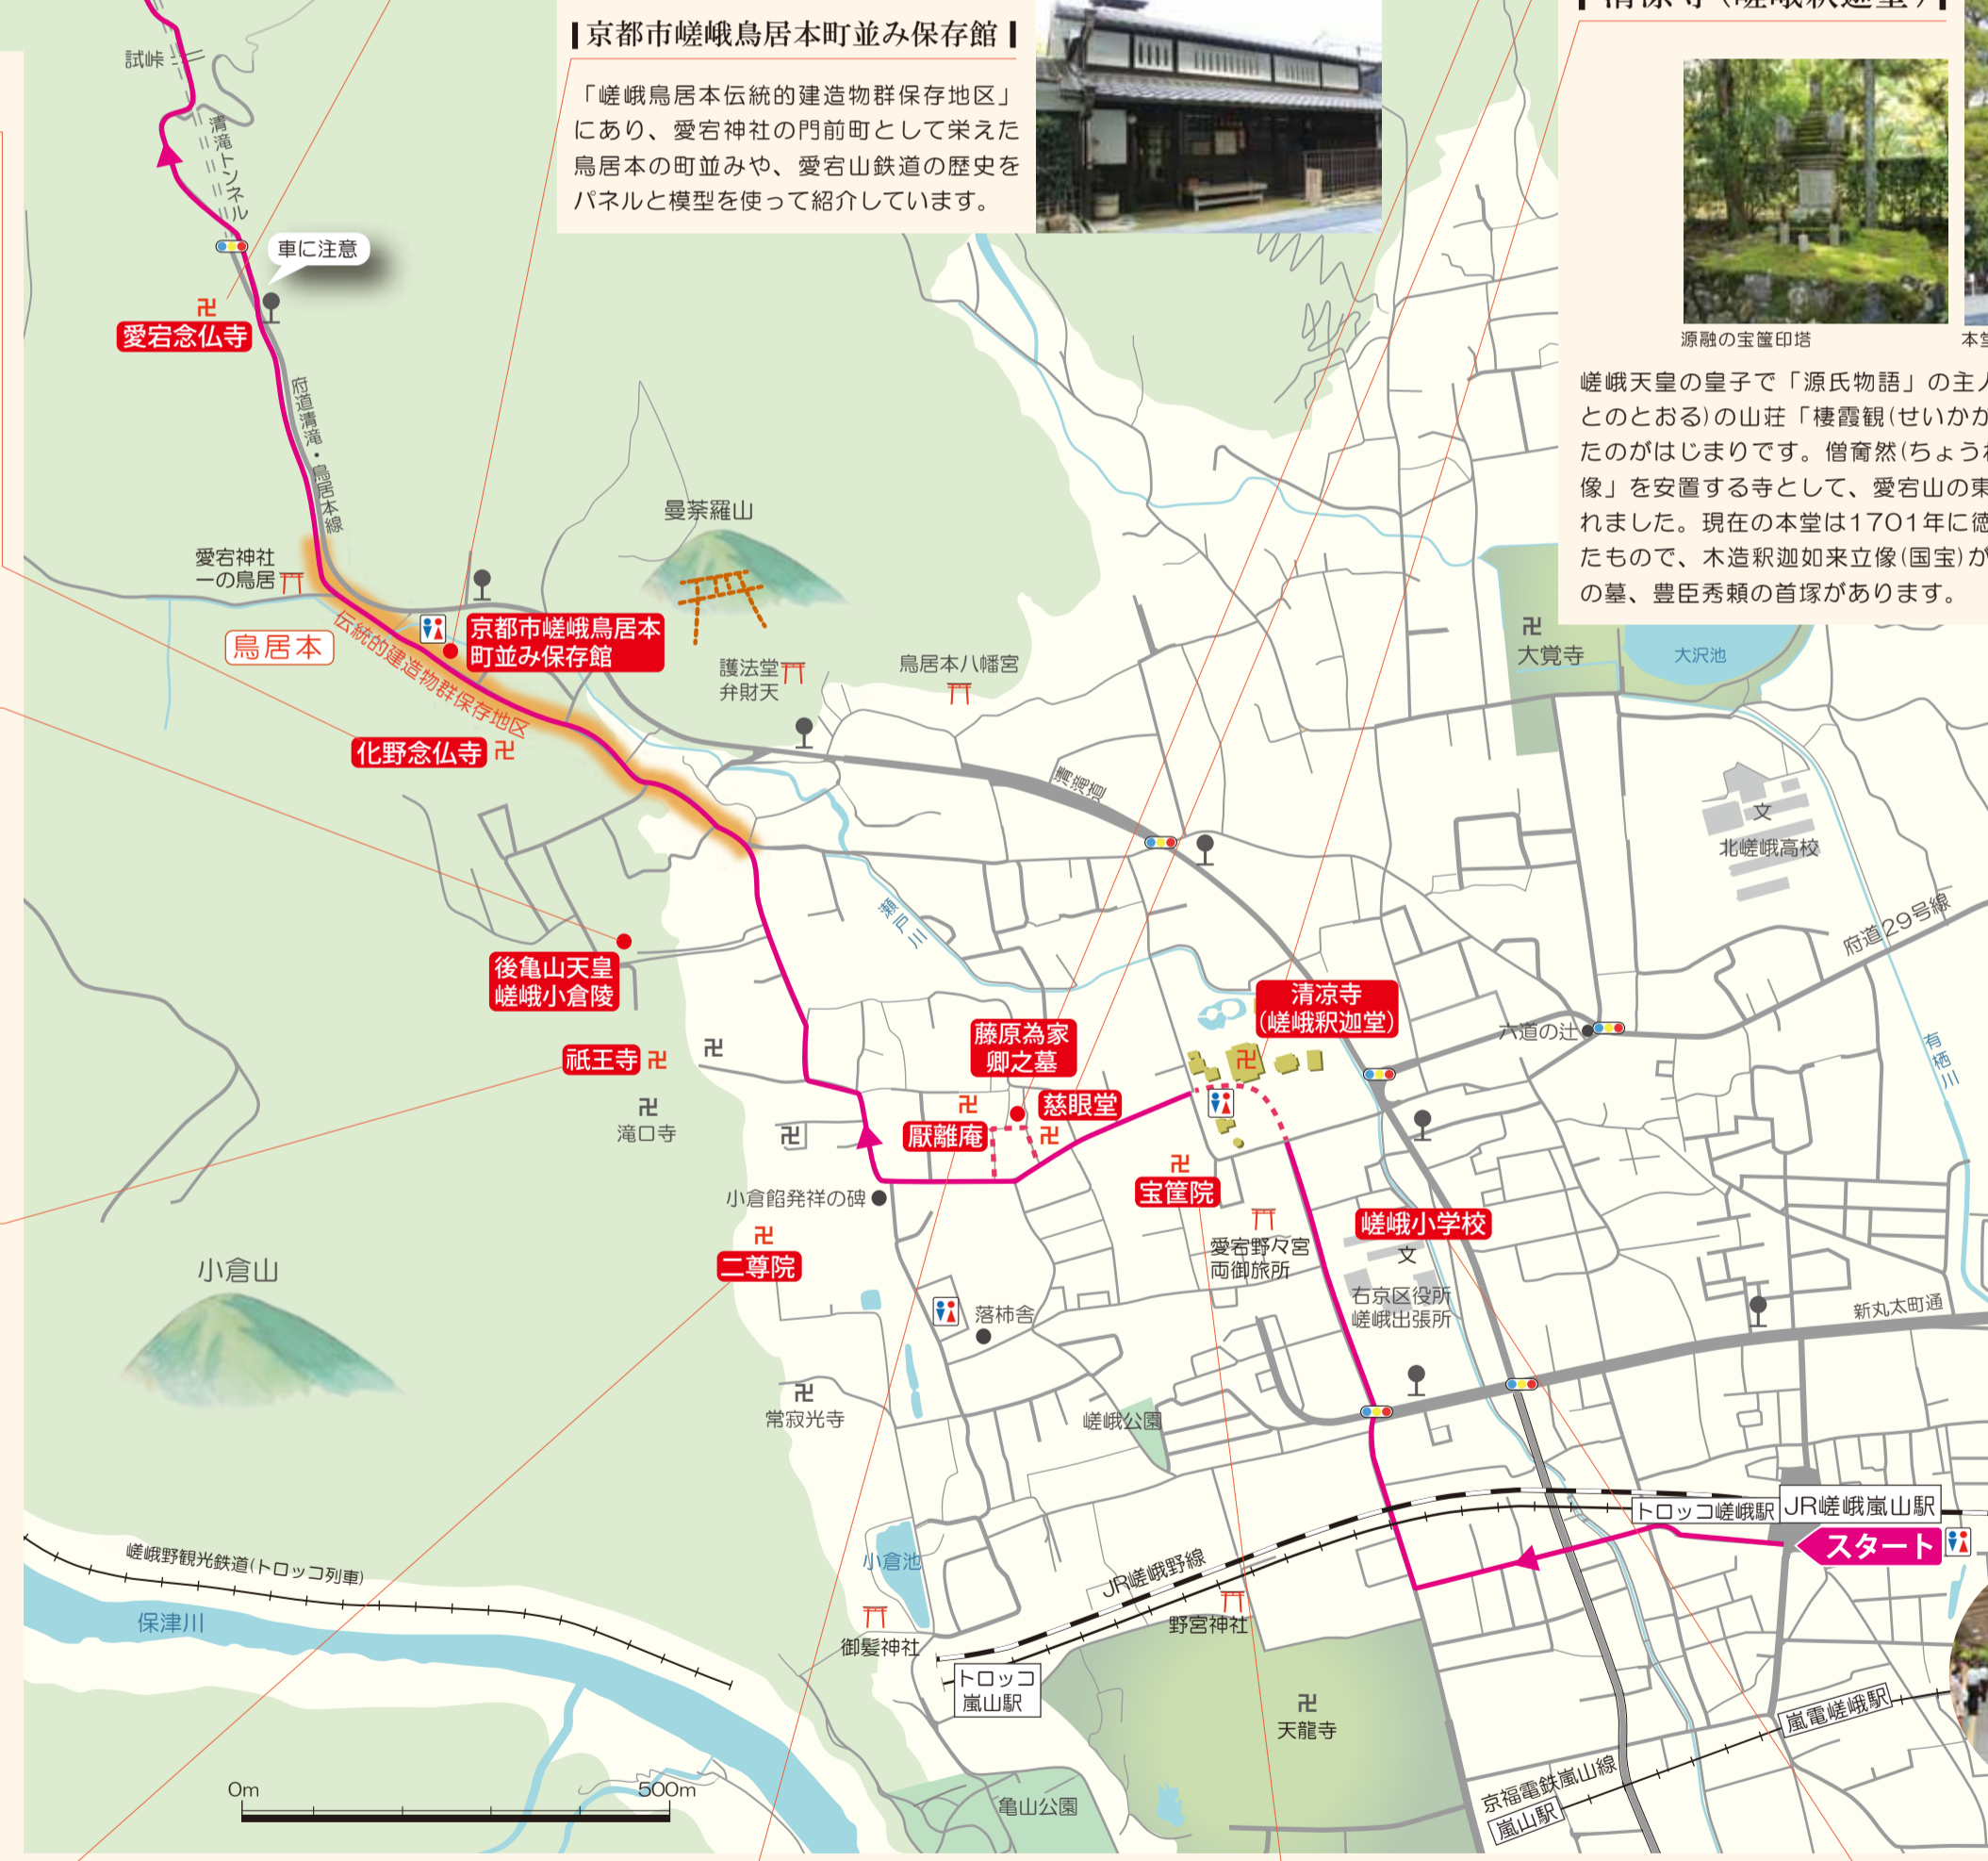 京都市嵯峨鳥居本町並み保存館
「嵯峨鳥居本伝統的建造物群保存地区」
にあり、愛宕神社の門前町として栄えた
鳥居本の町並みや、愛宕山鉄道の歴史を
パネルと模型を使って紹介しています。
清涼寺(嵯峨釈迦堂)
源融の宝篋印塔
本堂
嵯峨天皇の皇子で「源氏物語」の主人
とのとおる)の山荘「棲霞観(せいかか
たのがはじまりです。僧奝然(ちょうね
像」を安置する寺として、愛宕山の東
れました。現在の本堂は1701年に徳
たもので、木造釈迦如来立像(国宝)が
の墓、豊臣秀頼の首塚があります。
試峠
清滝トンネル
車に注意
愛宕念仏寺
府道清滝・鳥居本線
曼荼羅山
愛宕神社
一の鳥居
鳥居本
伝統的建造物群保存地区
京都市嵯峨鳥居本
町並み保存館
護法堂
弁財天
鳥居本八幡宮
化野念仏寺
清滝道
大覚寺
大沢池
文
北嵯峨高校
府道29号線
瀬戸川
後亀山天皇
嵯峨小倉陵
清凉寺
(嵯峨釈迦堂)
六道の辻
有栖川
藤原為家
卿之墓
祇王寺
慈眼堂
滝口寺
厭離庵
小倉餡発祥の碑
宝筐院
嵯峨小学校
文
愛宕野々宮
両御旅所
右京区役所
嵯峨出張所
二尊院
小倉山
落柿舎
新丸太町通
常寂光寺
嵯峨公園
トロッコ嵯峨駅
JR嵯峨嵐山駅
スタート
嵯峨野観光鉄道(トロッコ列車)
小倉池
JR嵯峨野線
保津川
野宮神社
御髪神社
トロッコ
嵐山駅
天龍寺
嵐電嵯峨駅
京福電鉄嵐山線
嵐山駅
亀山公園
0m
500m